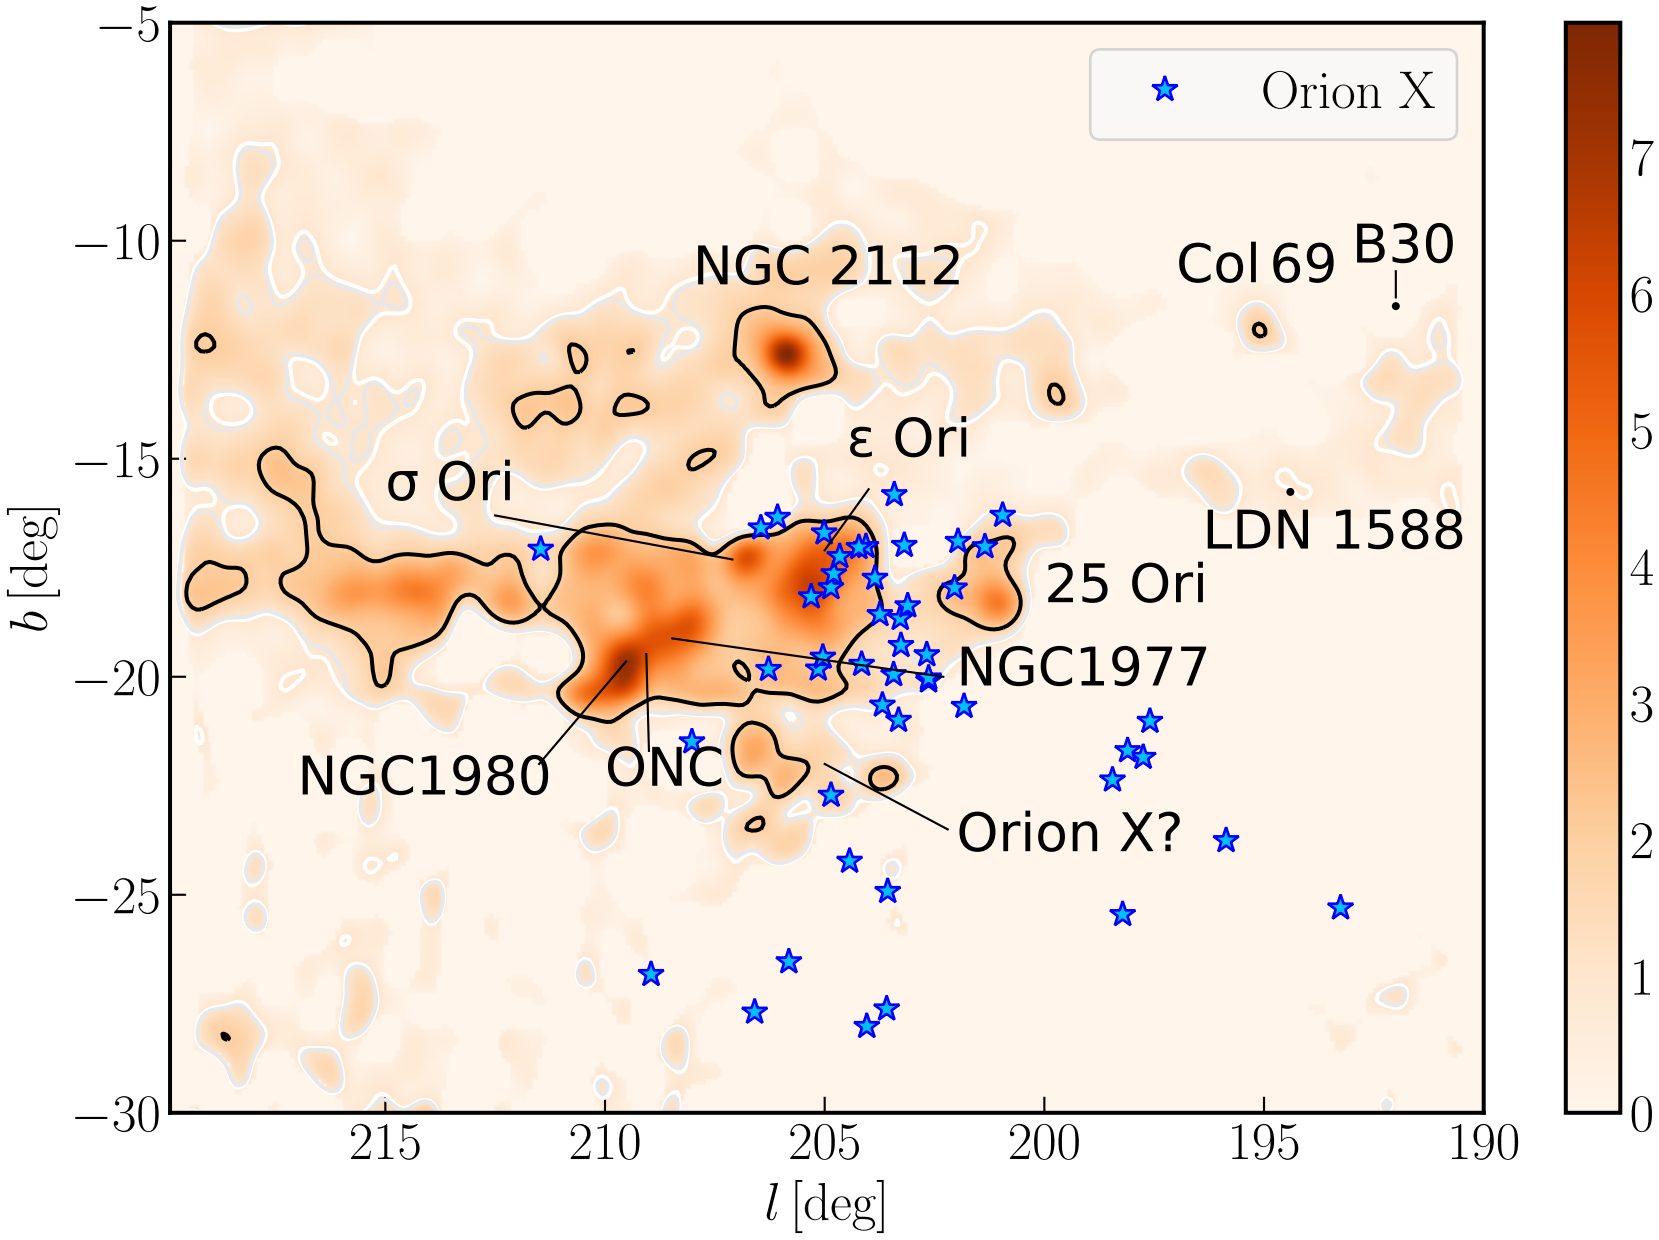 −5
−10
−15
−20
−25
−30
b [deg]
Orion X
NGC 2112
Col 69
B30
ε Ori
σ Ori
LDN 1588
25 Ori
NGC1977
NGC1980
ONC
Orion X?
215
210
205
200
195
190
l [deg]
7
6
5
4
3
2
1
0